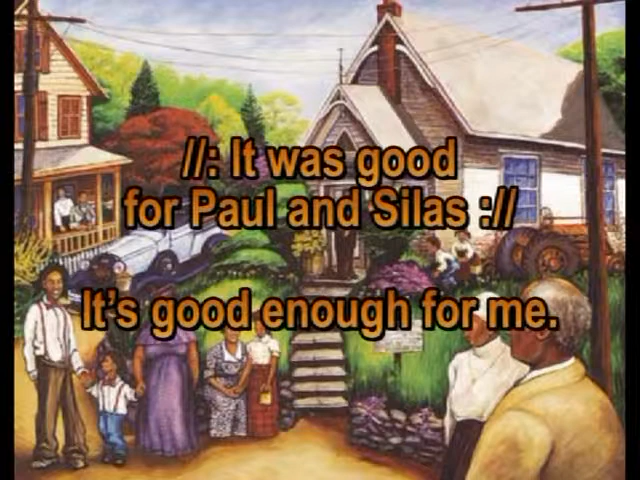 //: It was good
for Paul and Silas ://
It's good enough for me.